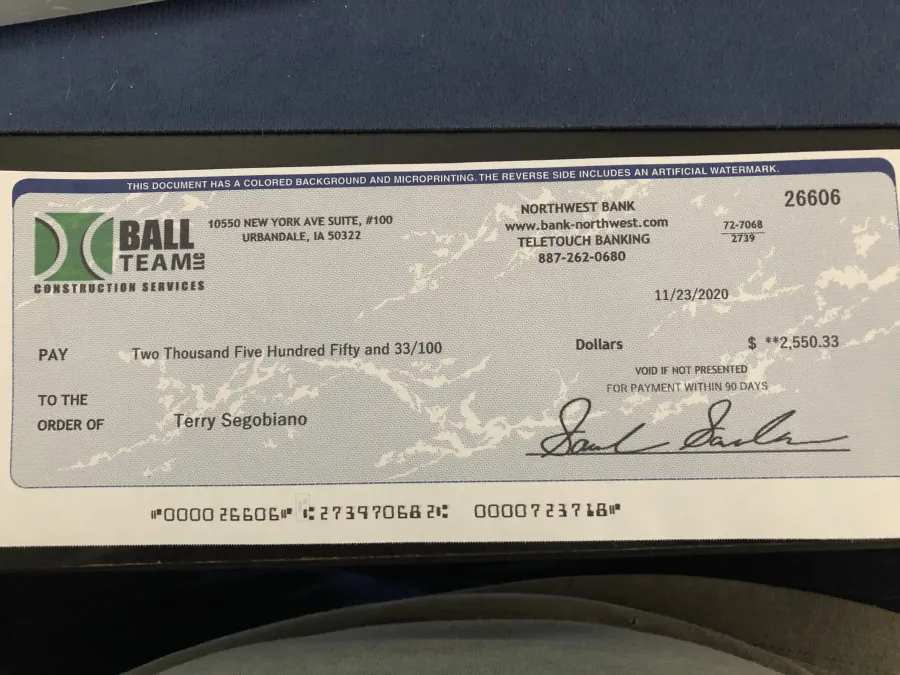 THIS DOCUMENT HAS A COLORED BACKGROUND AND MICROPRINTING. THE REVERSE SIDE INCLUDES AN ARTIFICIAL WATERMARK.
26606
BALL
TEAM LLC
CONSTRUCTION SERVICES
10550 NEW YORK AVE SUITE, #100
URBANDALE, IA 50322
NORTHWEST BANK
www.bank-northwest.com
TELETOUCH BANKING
887-262-0680
72-7068
2739
11/23/2020
PAY Two Thousand Five Hundred Fifty and 33/100 Dollars $ **2,550.33
VOID IF NOT PRESENTED
FOR PAYMENT WITHIN 90 DAYS
TO THE
ORDER OF Terry Segobiano
⑈000026606⑈ ⑆273970682⑆ 0000723718⑈